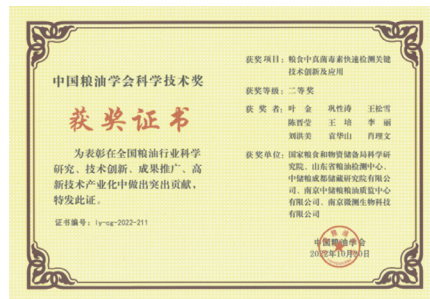 中国粮油学会科学技术奖
获奖证书
为表彰在全国粮油行业科学
研究、技术创新、成果推广、高
新技术产业化中做出突出贡献，
特发此证。
证书编号：ly-cg-2022-211
获奖项目：粮食中真菌毒素快速检测关键
技术创新及应用
获奖等级：二等奖
获奖者：叶金 巩性涛 王松雪
陈晋莹 王培 李丽
刘洪美 袁华山 肖理文
获奖单位：国家粮食和物资储备局科学研
究院、山东省粮油检测中心、
中储粮成都储藏研究院有限公
司、南京中储粮粮油质监中心
有限公司、南京微测生物科技
有限公司
中国粮油学会
2022年10月30日